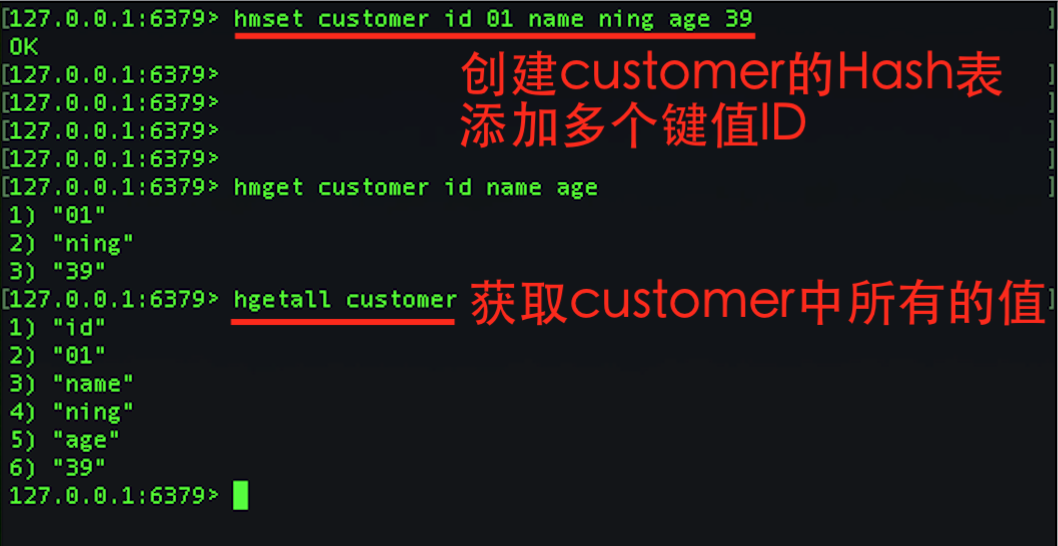 [127.0.0.1:6379> hmset customer id 01 name ning age 39 ]
OK
创建customer的Hash表
[127.0.0.1:6379> ]
[127.0.0.1:6379> ]
添加多个键值ID
[127.0.0.1:6379> ]
[127.0.0.1:6379> ]
[127.0.0.1:6379> hmget customer id name age ]
1) "01"
2) "ning"
3) "39"
[127.0.0.1:6379> hgetall customer ]
获取customer中所有的值
1) "id"
2) "01"
3) "name"
4) "ning"
5) "age"
6) "39"
127.0.0.1:6379>